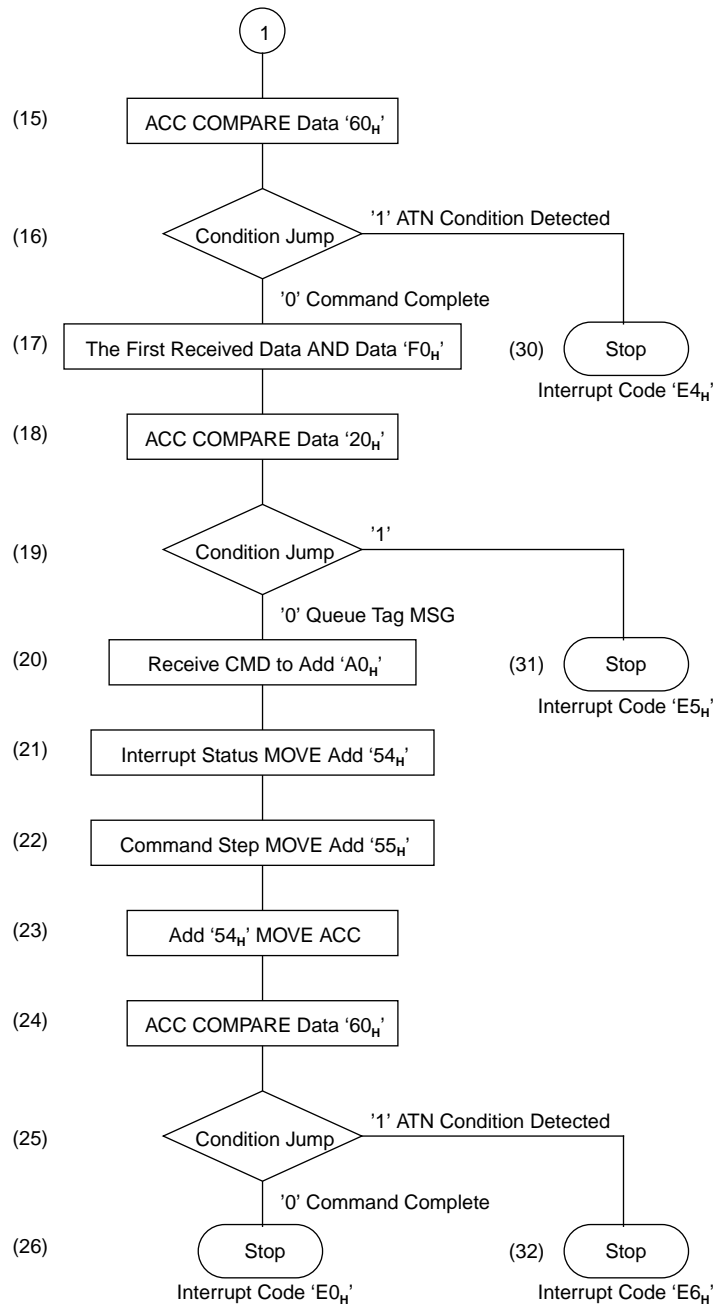 1
(15) ACC COMPARE Data ‘60H’
'1' ATN Condition Detected
(16) Condition Jump
'0' Command Complete
(17) The First Received Data AND Data ‘F0H’ (30) Stop
Interrupt Code ‘E4H’
(18) ACC COMPARE Data ‘20H’
'1'
(19) Condition Jump
'0' Queue Tag MSG
(20) Receive CMD to Add ‘A0H’ (31) Stop
Interrupt Code ‘E5H’
(21) Interrupt Status MOVE Add ‘54H’
(22) Command Step MOVE Add ‘55H’
(23) Add ‘54H’ MOVE ACC
(24) ACC COMPARE Data ‘60H’
'1' ATN Condition Detected
(25) Condition Jump
'0' Command Complete
(26) Stop (32) Stop
Interrupt Code ‘E0H’ Interrupt Code ‘E6H’